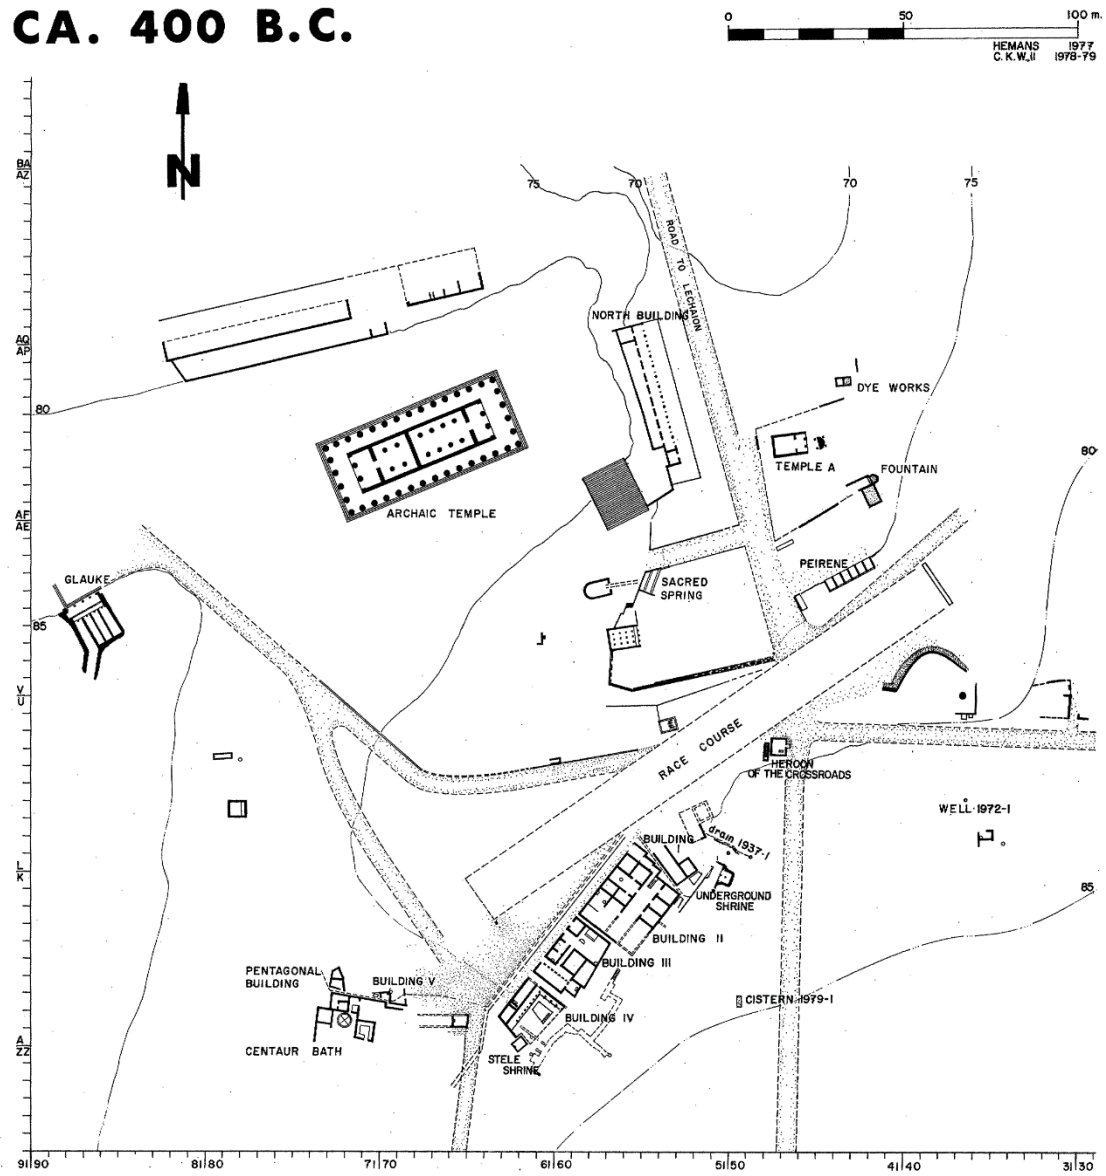 CA. 400 B.C.
0 50 100 m.
HEMANS 1977
C. K. W. II 1978-79
N
BA
AZ
75 70 70 75
ROAD TO LECHAION
NORTH BUILDING
AQ
AP
DYE WORKS
80
TEMPLE A
80
FOUNTAIN
ARCHAIC TEMPLE
AF
AE
PEIRENE
GLAUKE
SACRED
SPRING
85
V
U
RACE COURSE
HEROON
OF THE CROSSROADS
WELL 1972-1
drain 1937-1
BUILDING
L
K
UNDERGROUND
SHRINE
85
BUILDING II
BUILDING III
PENTAGONAL
BUILDING
BUILDING V
CISTERN 1979-1
BUILDING IV
A
ZZ
CENTAUR BATH
STELE
SHRINE
91|90 81|80 71|70 61|60 51|50 41|40 31|30